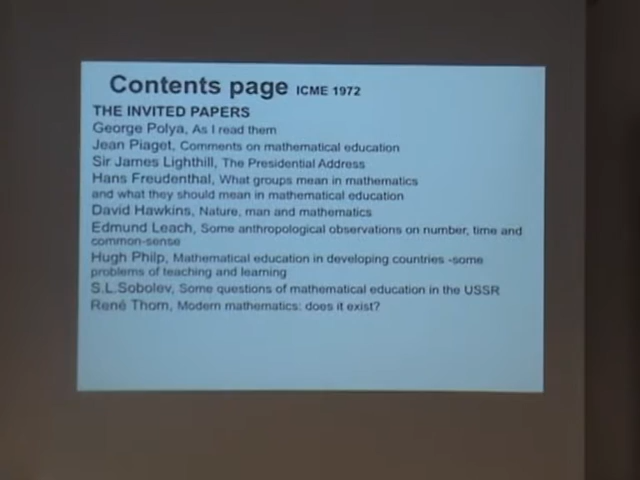 Contents page ICME 1972
THE INVITED PAPERS
George Polya, As I read them
Jean Piaget, Comments on mathematical education
Sir James Lighthill, The Presidential Address
Hans Freudenthal, What groups mean in mathematics
and what they should mean in mathematical education
David Hawkins, Nature, man and mathematics
Edmund Leach, Some anthropological observations on number, time and
common-sense
Hugh Philp, Mathematical education in developing countries -some
problems of teaching and learning
S.L.Sobolev, Some questions of mathematical education in the USSR
René Thom, Modern mathematics: does it exist?